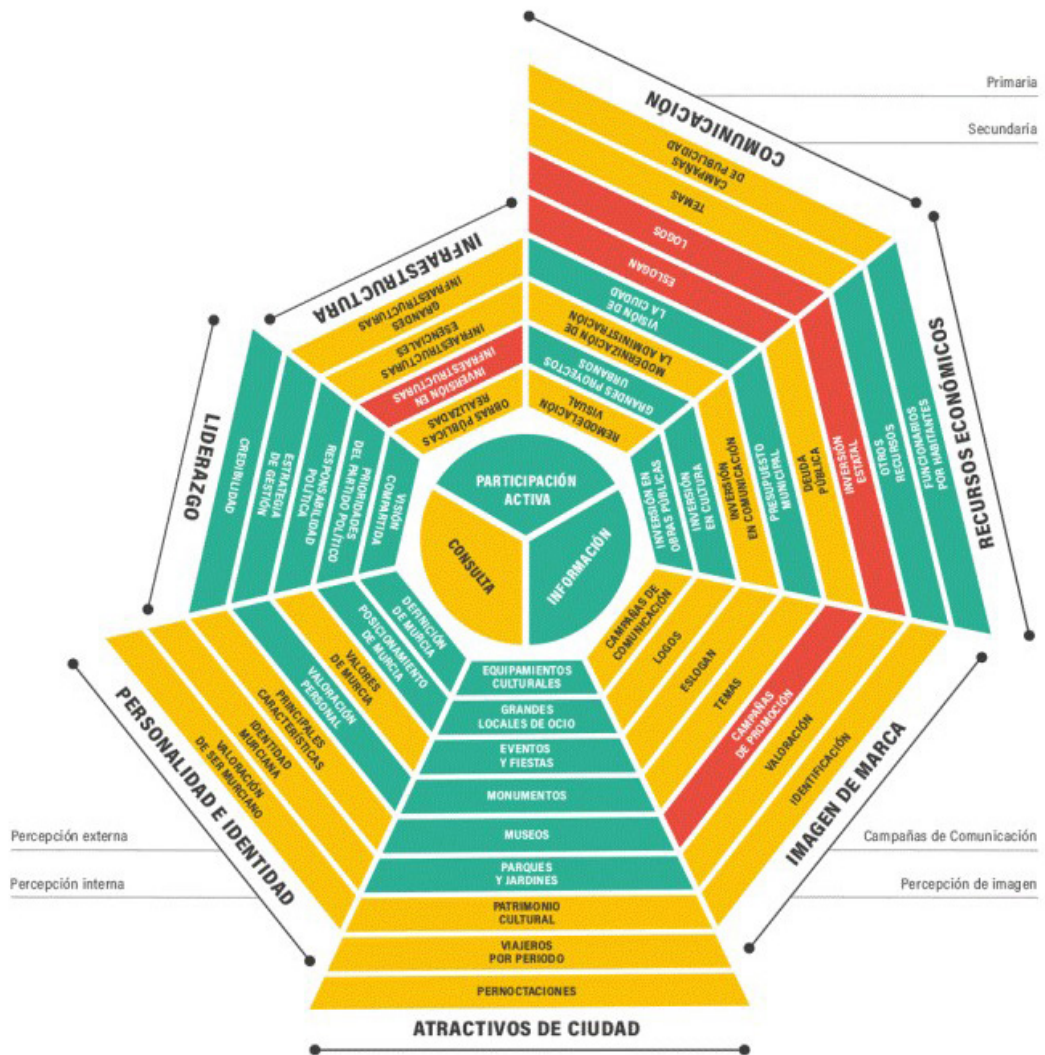 Primaria
Secundaria
COMUNICACIÓN
CAMPAÑAS
DE PUBLICIDAD
TEMAS
LOGOS
ESLOGAN
VISIÓN DE
LA CIUDAD
MODERNIZACIÓN DE
LA ADMINISTRACIÓN
GRANDES PROYECTOS
URBANOS
REMODELACIÓN
VISUAL
INFRAESTRUCTURA
GRANDES
INFRAESTRUCTURAS
INFRAESTRUCTURAS
ESENCIALES
INVERSIÓN EN
INFRAESTRUCTURAS
OBRAS PÚBLICAS
REALIZADAS
LIDERAZGO
CREDIBILIDAD
ESTRATEGIA
DE GESTIÓN
RESPONSABILIDAD
POLÍTICA
PRIORIDADES
DEL PARTIDO POLÍTICO
VISIÓN
COMPARTIDA
PARTICIPACIÓN
ACTIVA
CONSULTA
INFORMACIÓN
INVERSIÓN EN
OBRAS PÚBLICAS
INVERSIÓN
EN CULTURA
INVERSIÓN
EN COMUNICACIÓN
PRESUPUESTO
MUNICIPAL
DEUDA
PÚBLICA
INVERSIÓN
ESTATAL
OTROS
RECURSOS
FUNCIONARIOS
POR HABITANTES
RECURSOS ECONÓMICOS
PERSONALIDAD E IDENTIDAD
VALORACIÓN
DE SER MURCIANO
IDENTIDAD
MURCIANA
PRINCIPALES
CARACTERÍSTICAS
VALORACIÓN
PERSONAL
VALORES
DE MURCIA
POSICIONAMIENTO
DE MURCIA
DEFINICIÓN
DE MURCIA
CAMPAÑAS DE
COMUNICACIÓN
LOGOS
ESLOGAN
TEMAS
CAMPAÑAS
DE PROMOCIÓN
VALORACIÓN
IDENTIFICACIÓN
IMAGEN DE MARCA
EQUIPAMIENTOS
CULTURALES
GRANDES
LOCALES DE OCIO
EVENTOS
Y FIESTAS
MONUMENTOS
MUSEOS
PARQUES
Y JARDINES
PATRIMONIO
CULTURAL
VIAJEROS
POR PERIODO
PERNOCTACIONES
ATRACTIVOS DE CIUDAD
Percepción externa
Percepción interna
Campañas de Comunicación
Percepción de imagen